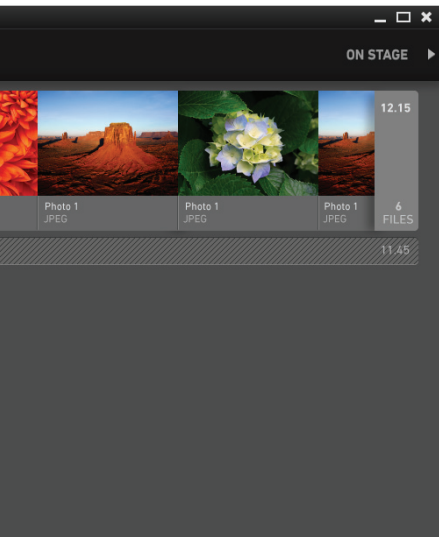 ON STAGE
12.15
Photo 1
JPEG
Photo 1
JPEG
Photo 1
JPEG
6
FILES
11.45